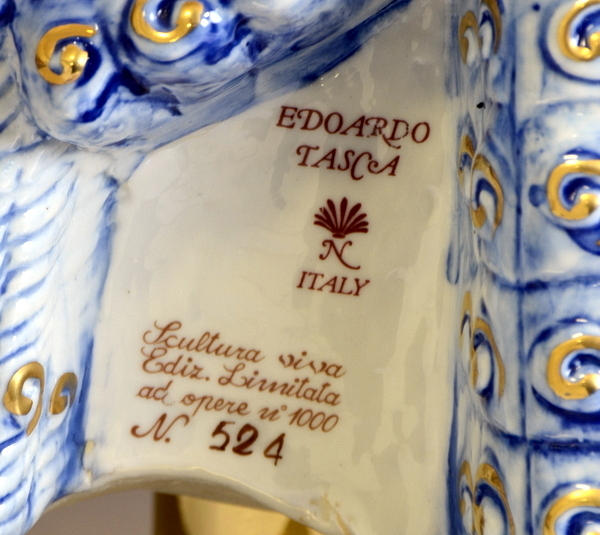 EDOARDO
TASCA
N
ITALY
Scultura viva
Ediz. Limitata
ad opere n° 1000
N. 524